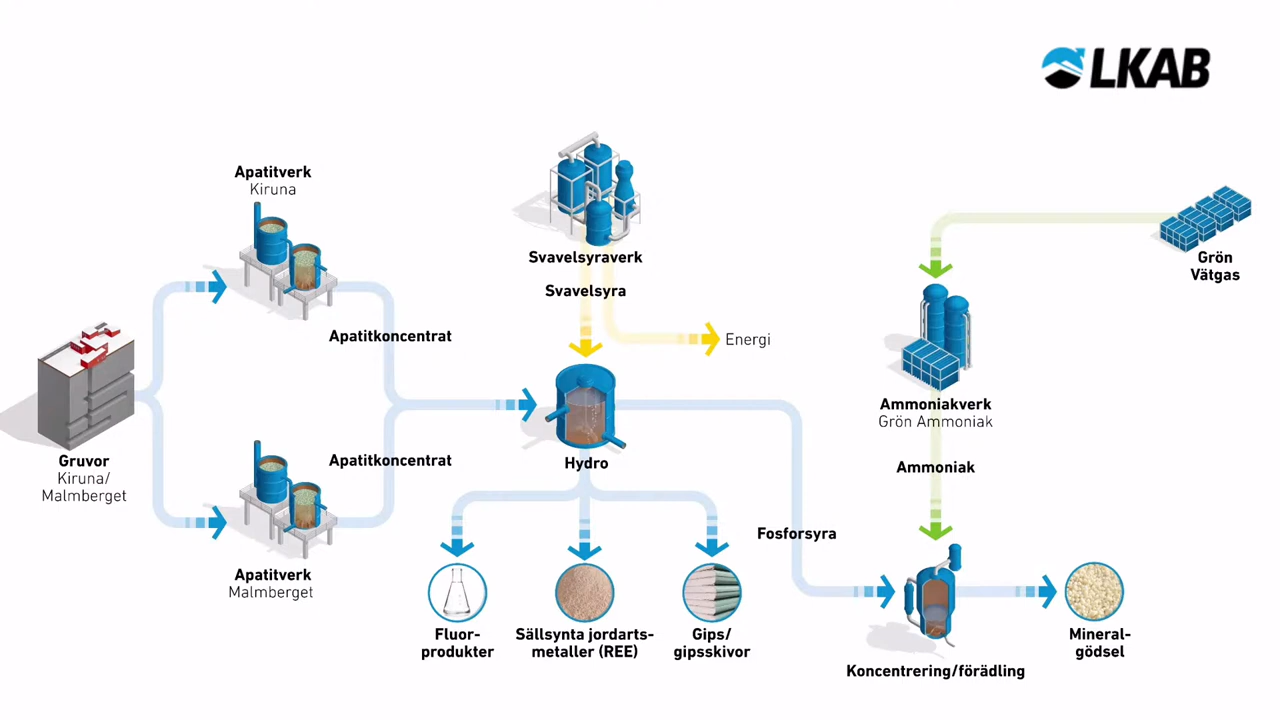 LKAB
Apatitverk
Kiruna
Svavelsyraverk
Svavelsyra
Grön
Vätgas
Apatitkoncentrat
Energi
Ammoniakverk
Grön Ammoniak
Gruvor
Kiruna/
Malmberget
Apatitkoncentrat
Hydro
Ammoniak
Fosforsyra
Apatitverk
Malmberget
Fluor-
produkter
Sällsynta jordarts-
metaller (REE)
Gips/
gipsskivor
Koncentrering/förädling
Mineral-
gödsel